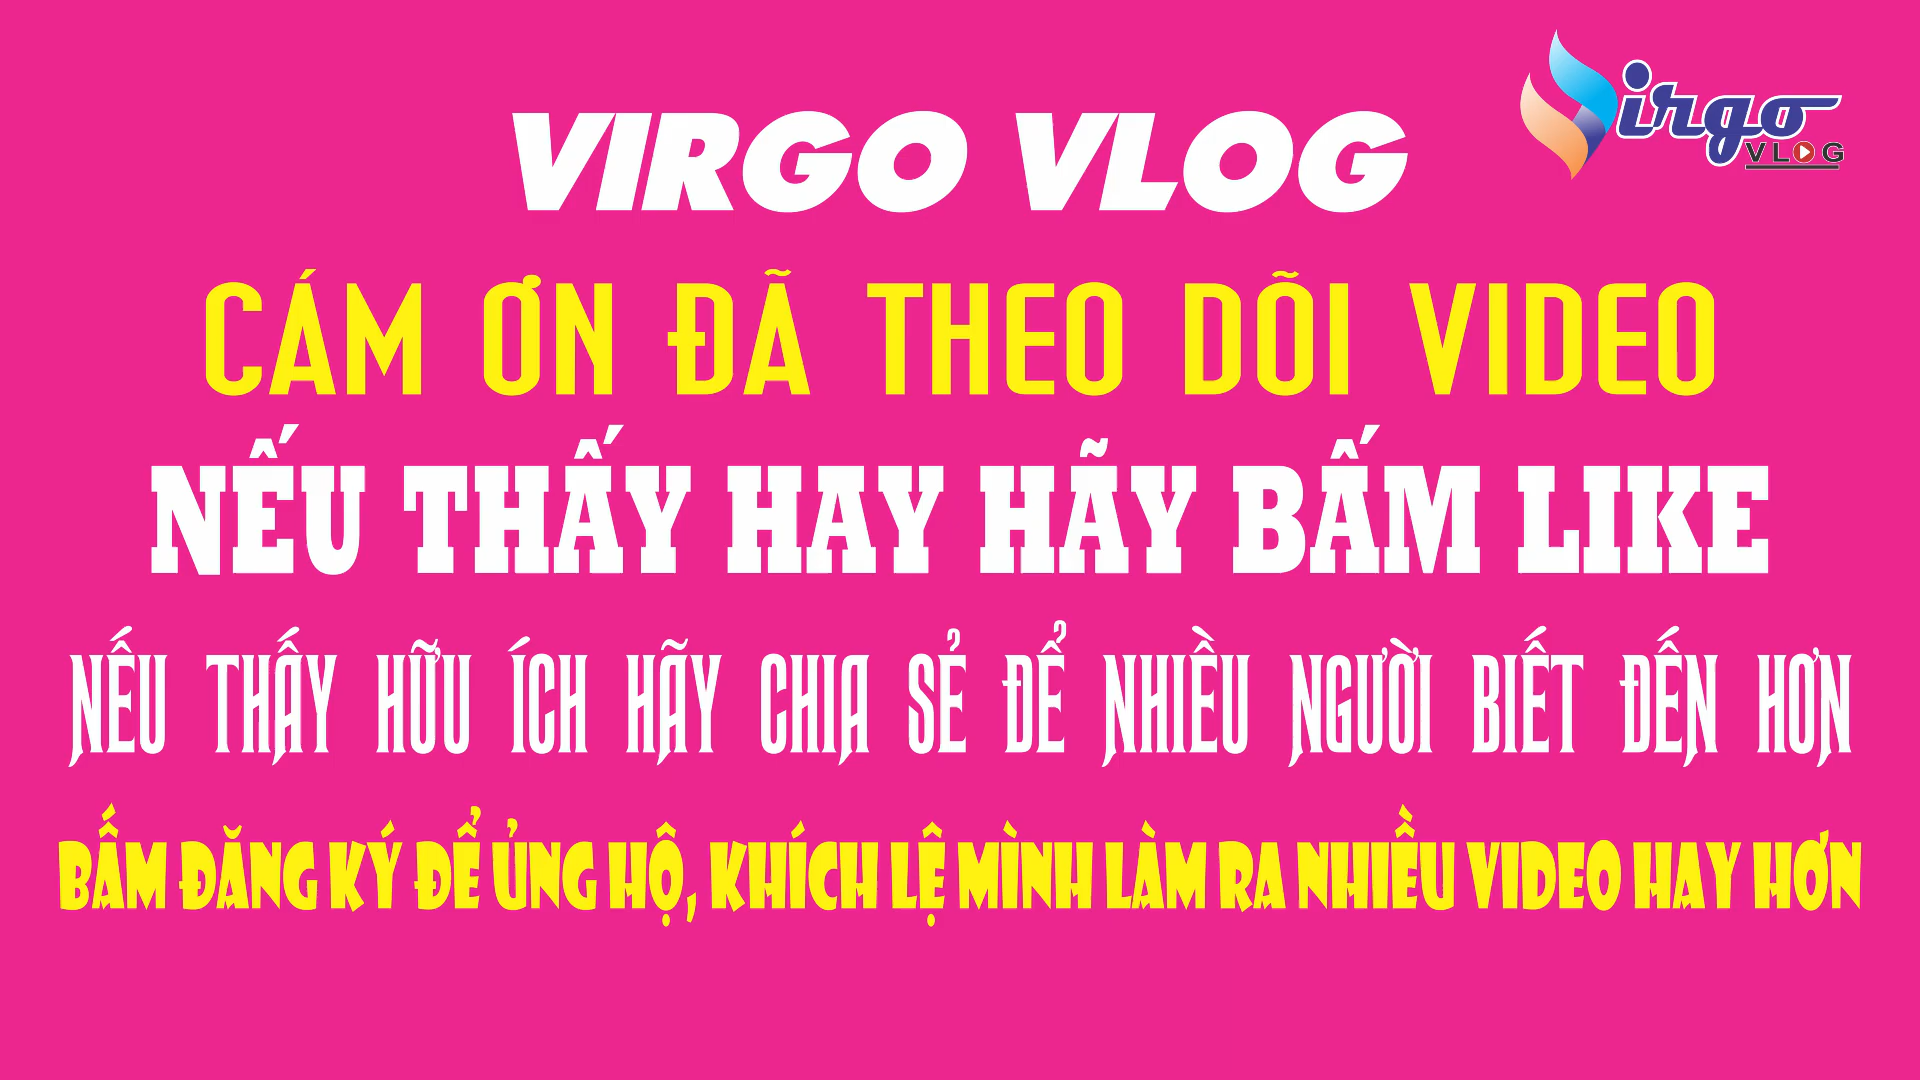 VIRGO VLOG
Virgo
VLOG
CÁM ƠN ĐÃ THEO DÕI VIDEO
NẾU THẤY HAY HÃY BẤM LIKE
NẾU THẤY HỮU ÍCH HÃY CHIA SẺ ĐỂ NHIỀU NGƯỜI BIẾT ĐẾN HƠN
BẤM ĐĂNG KÝ ĐỂ ỦNG HỘ, KHÍCH LỆ MÌNH LÀM RA NHIỀU VIDEO HAY HƠN